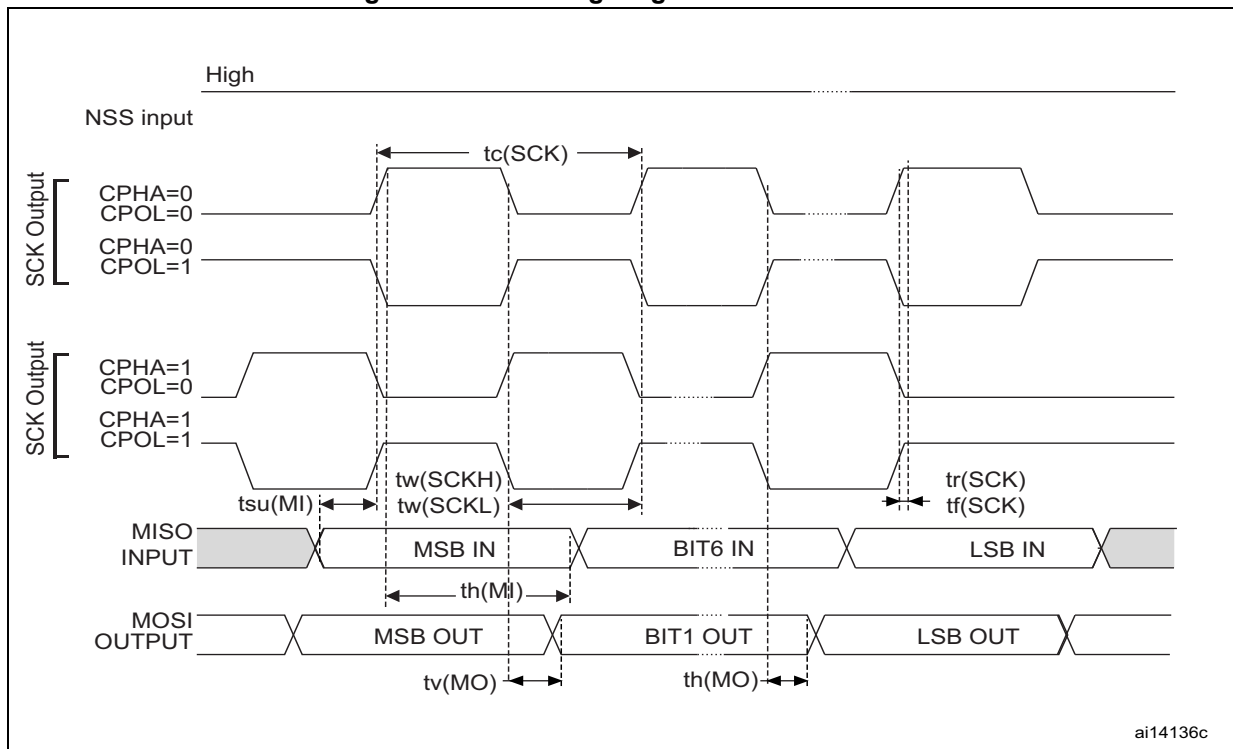 High
NSS input
tc(SCK)
SCK Output
CPHA=0
CPOL=0
CPHA=0
CPOL=1
SCK Output
CPHA=1
CPOL=0
CPHA=1
CPOL=1
tw(SCKH)
tw(SCKL)
tr(SCK)
tf(SCK)
tsu(MI)
MISO
INPUT
MSB IN
BIT6 IN
LSB IN
th(MI)
MOSI
OUTPUT
MSB OUT
BIT1 OUT
LSB OUT
tv(MO)
th(MO)
ai14136c